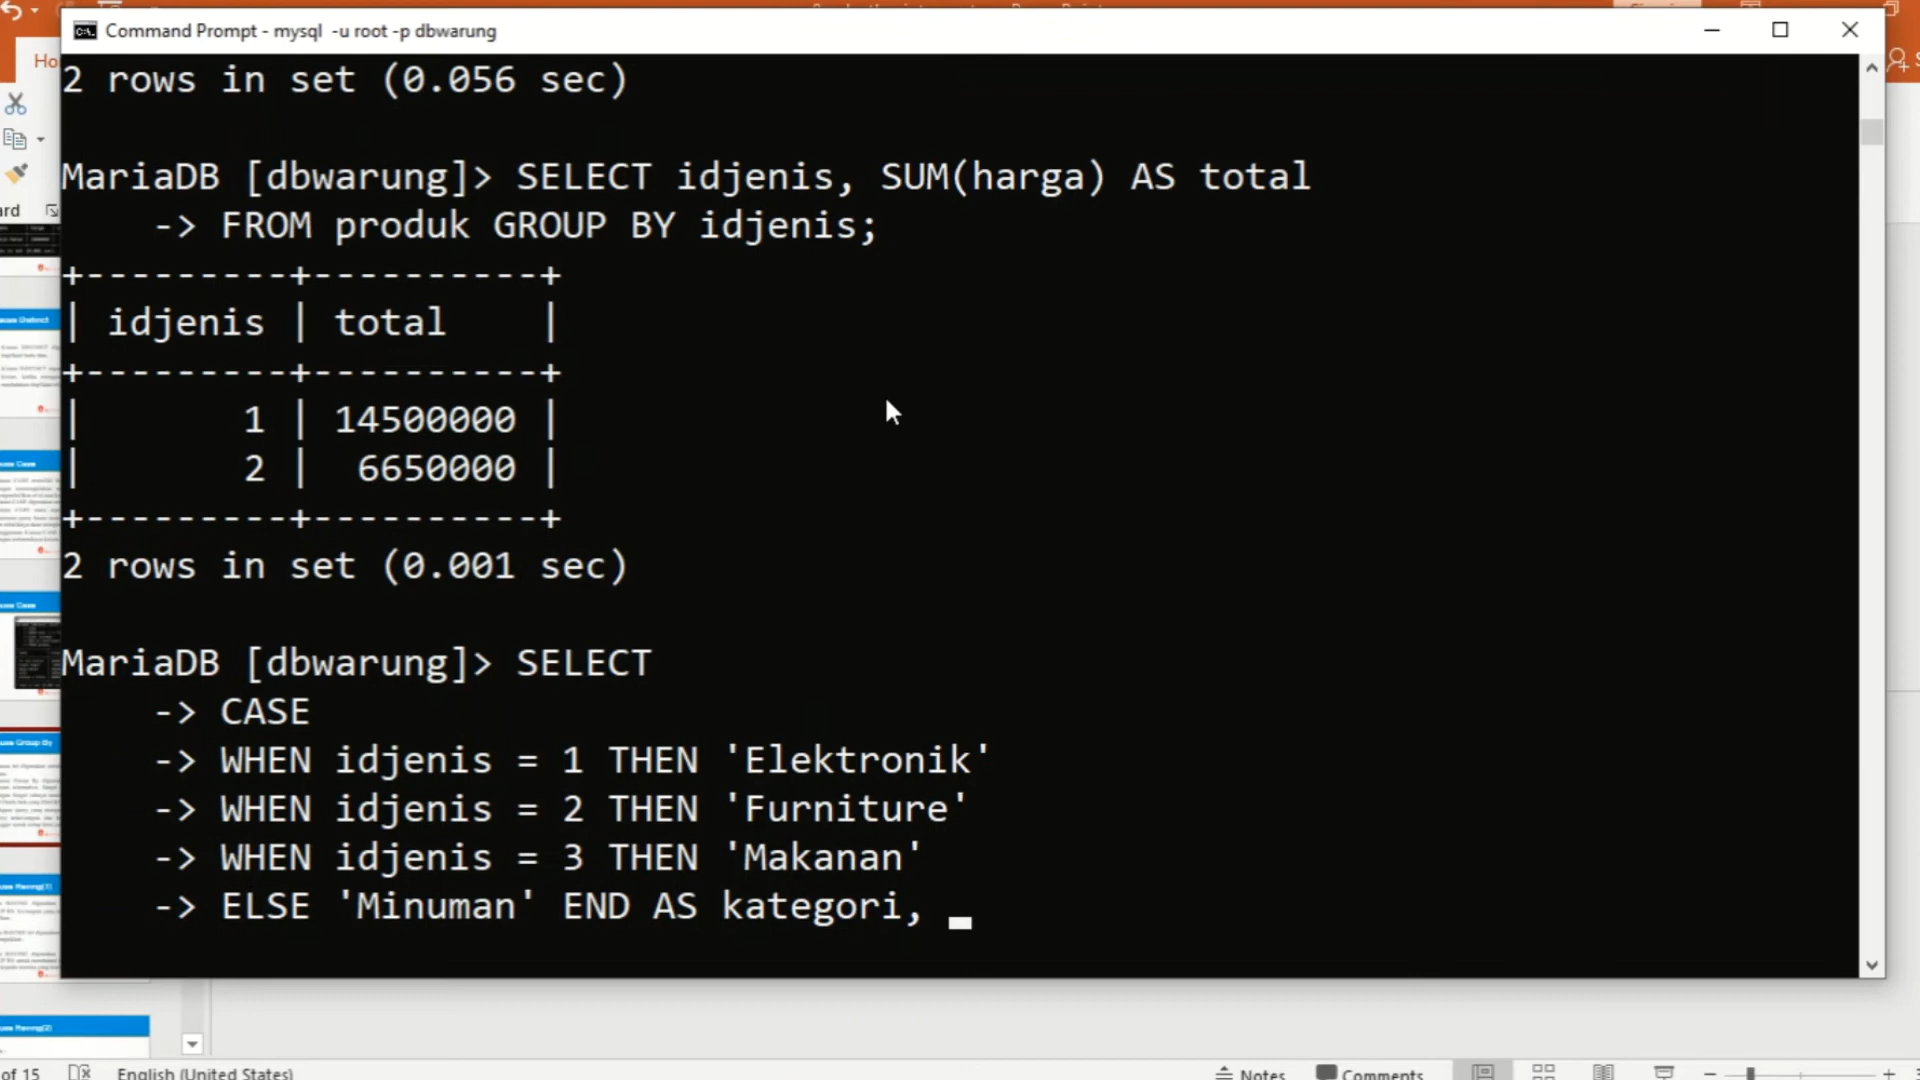 Command Prompt - mysql -u root -p dbwarung
Ho
2 rows in set (0.056 sec)
MariaDB [dbwarung]> SELECT idjenis, SUM(harga) AS total
-> FROM produk GROUP BY idjenis;
+---------+----------+
| idjenis | total    |
+---------+----------+
|       1 | 14500000 |
|       2 |  6650000 |
+---------+----------+
2 rows in set (0.001 sec)
MariaDB [dbwarung]> SELECT
-> CASE
-> WHEN idjenis = 1 THEN 'Elektronik'
-> WHEN idjenis = 2 THEN 'Furniture'
-> WHEN idjenis = 3 THEN 'Makanan'
-> ELSE 'Minuman' END AS kategori,
ard
of 15
English (United States)
Notes
Comments